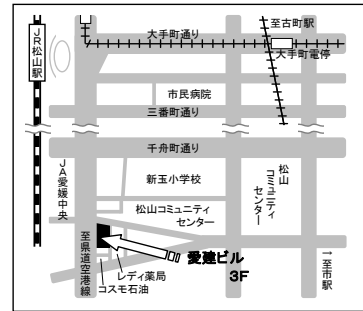 JR松山駅
大手町通り
至古町駅
大手町電停
市民病院
三番町通り
千舟町通り
JA愛媛中央
新玉小学校
松山コミュニティ
センター
松山
コミュニティ
センター
至県道空港線
愛建ビル
3F
レディ薬局
コスモ石油
→至市駅